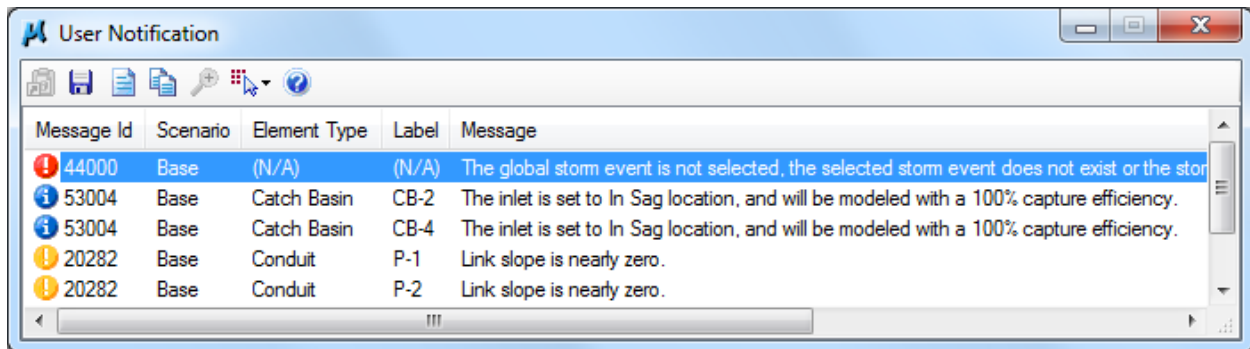 User Notification
Message Id Scenario Element Type Label Message
44000 Base (N/A) (N/A) The global storm event is not selected, the selected storm event does not exist or the stor
53004 Base Catch Basin CB-2 The inlet is set to In Sag location, and will be modeled with a 100% capture efficiency.
53004 Base Catch Basin CB-4 The inlet is set to In Sag location, and will be modeled with a 100% capture efficiency.
20282 Base Conduit P-1 Link slope is nearly zero.
20282 Base Conduit P-2 Link slope is nearly zero.